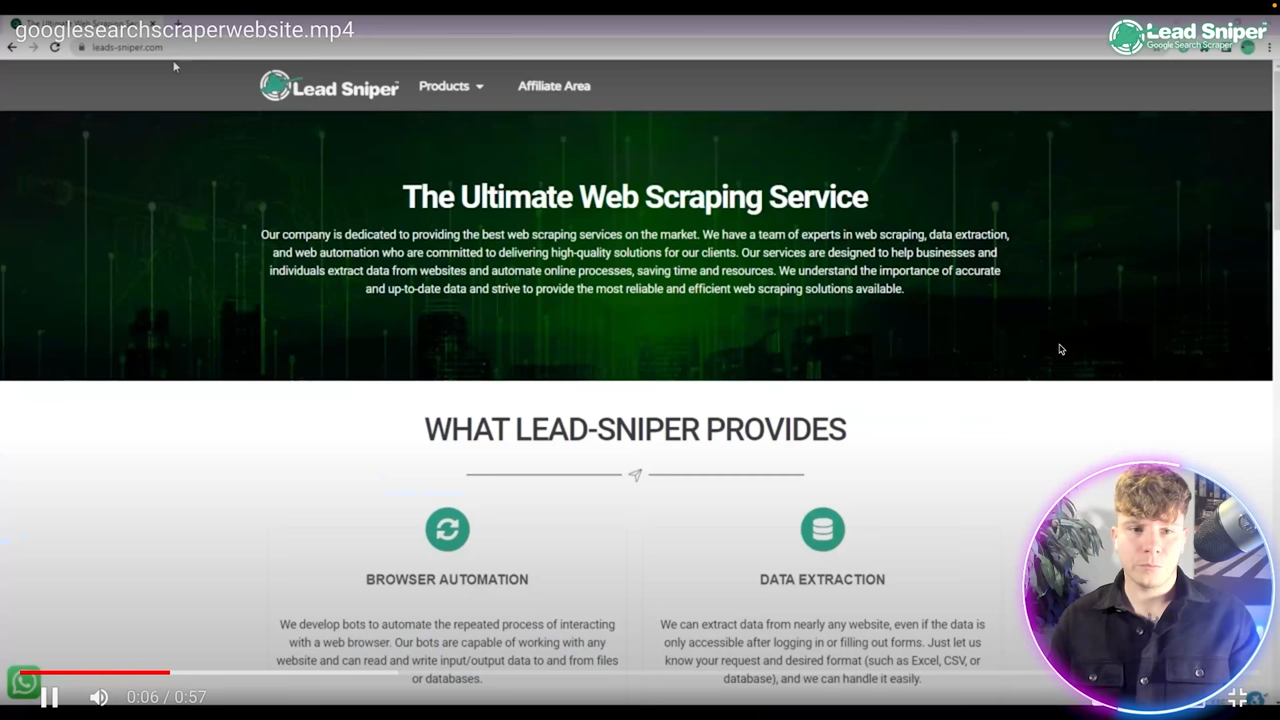 googlesearchscraperwebsite.mp4
leads-sniper.com
Lead Sniper
Google Search Scraper
Lead Sniper
Products
Affiliate Area
The Ultimate Web Scraping Service
Our company is dedicated to providing the best web scraping services on the market. We have a team of experts in web scraping, data extraction,
and web automation who are committed to delivering high-quality solutions for our clients. Our services are designed to help businesses and
individuals extract data from websites and automate online processes, saving time and resources. We understand the importance of accurate
and up-to-date data and strive to provide the most reliable and efficient web scraping solutions available.
WHAT LEAD-SNIPER PROVIDES
BROWSER AUTOMATION
We develop bots to automate the repeated process of interacting
with a web browser. Our bots are capable of working with any
website and can read and write input/output data to and from files
or databases.
DATA EXTRACTION
We can extract data from nearly any website, even if the data is
only accessible after logging in or filling out forms. Just let us
know your request and desired format (such as Excel, CSV, or
database), and we can handle it easily.
0:06 / 0:57